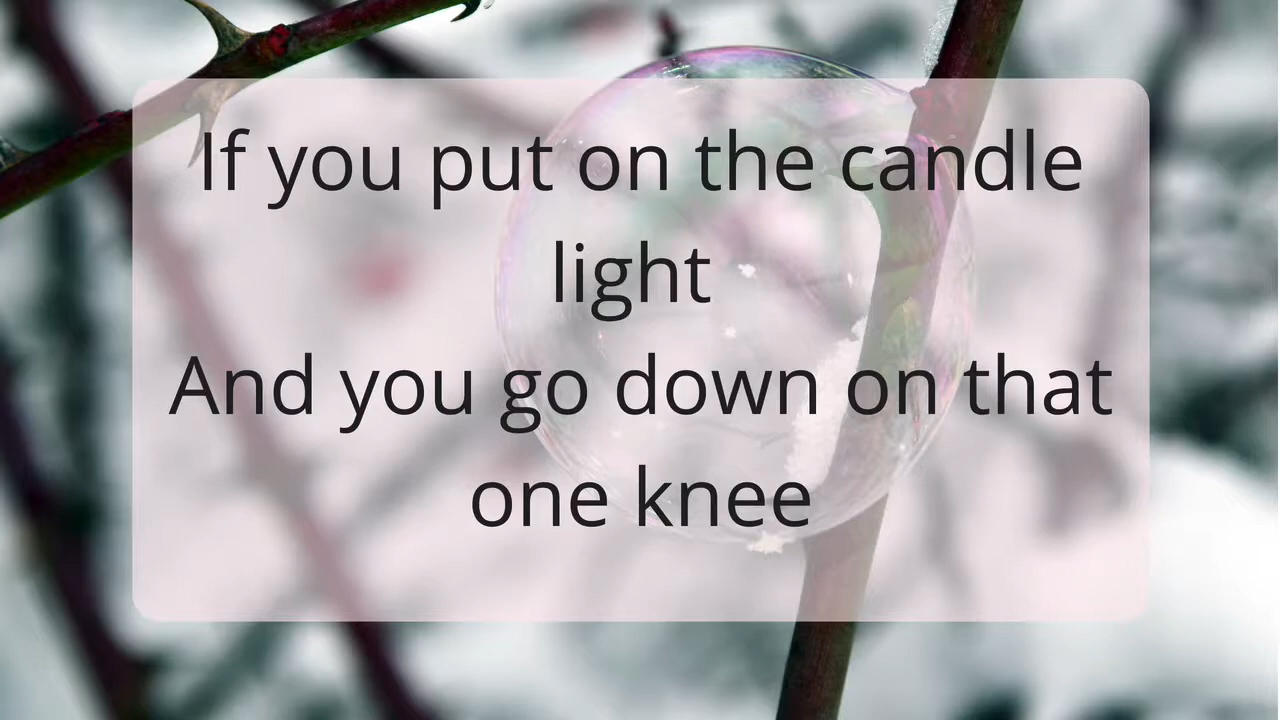 If you put on the candle
light
And you go down on that
one knee